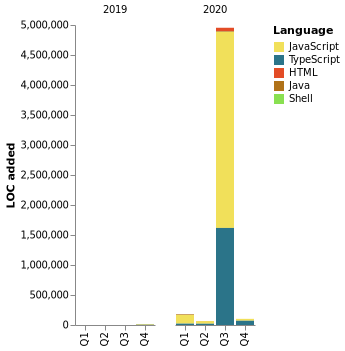 2019
2020
Language
JavaScript
TypeScript
HTML
Java
Shell
LOC added
5,000,000
4,500,000
4,000,000
3,500,000
3,000,000
2,500,000
2,000,000
1,500,000
1,000,000
500,000
0
Q1 Q2 Q3 Q4
Q1 Q2 Q3 Q4